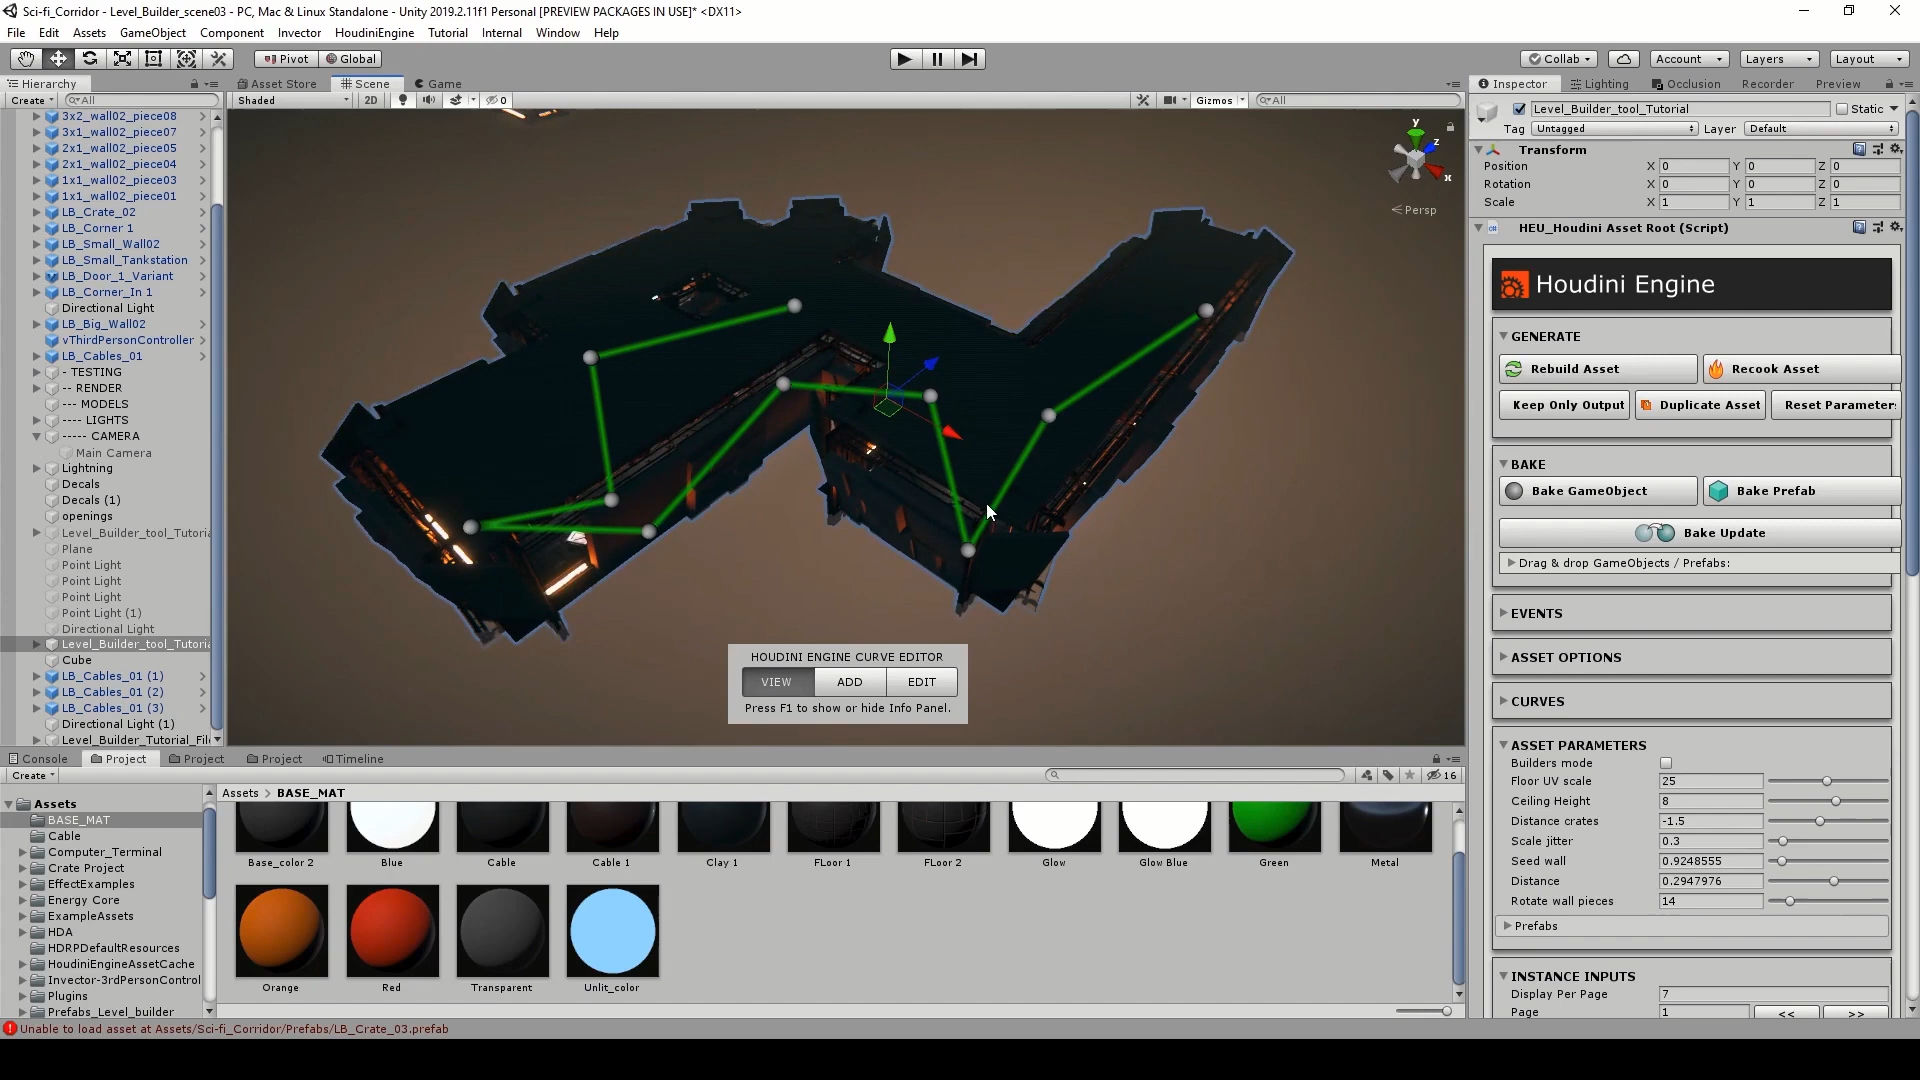 Sci-fi_Corridor - Level_Builder_scene03 - PC, Mac & Linux Standalone - Unity 2019.2.11f1 Personal [PREVIEW PACKAGES IN USE]* <DX11>
File Edit Assets GameObject Component Invector HoudiniEngine Tutorial Internal Window Help
Pivot Global
Collab Account Layers Layout
Hierarchy
Create All
3x2_wall02_piece08
3x1_wall02_piece07
2x1_wall02_piece05
2x1_wall02_piece04
1x1_wall02_piece03
1x1_wall02_piece01
LB_Crate_02
LB_Corner 1
LB_Small_Wall02
LB_Small_Tankstation
LB_Door_1_Variant
LB_Corner_In 1
Directional Light
LB_Big_Wall02
vThirdPersonController
LB_Cables_01
- TESTING
-- RENDER
--- MODELS
---- LIGHTS
----- CAMERA
Main Camera
Lightning
Decals
Decals (1)
openings
Level_Builder_tool_Tutoria
Plane
Point Light
Point Light
Point Light
Point Light (1)
Directional Light
Level_Builder_tool_Tutoria
Cube
LB_Cables_01 (1)
LB_Cables_01 (2)
LB_Cables_01 (3)
Directional Light (1)
Level_Builder_Tutorial_File
Asset Store Scene Game
Shaded 2D 0 Gizmos All
y
z
x
Persp
HOUDINI ENGINE CURVE EDITOR
VIEW ADD EDIT
Press F1 to show or hide Info Panel.
Inspector Lighting Occlusion Recorder Preview
Level_Builder_tool_Tutorial Static
Tag Untagged Layer Default
Transform
Position X 0 Y 0 Z 0
Rotation X 0 Y 0 Z 0
Scale X 1 Y 1 Z 1
HEU_Houdini Asset Root (Script)
Houdini Engine
GENERATE
Rebuild Asset Recook Asset
Keep Only Output Duplicate Asset Reset Parameters
BAKE
Bake GameObject Bake Prefab
Bake Update
Drag & drop GameObjects / Prefabs:
EVENTS
ASSET OPTIONS
CURVES
ASSET PARAMETERS
Builders mode
Floor UV scale 25
Ceiling Height 8
Distance crates -1.5
Scale jitter 0.3
Seed wall 0.9248555
Distance 0.2947976
Rotate wall pieces 14
Prefabs
INSTANCE INPUTS
Display Per Page 7
Page 1 << >>
Console Project Project Project Timeline
Create 16
Assets
BASE_MAT
Cable
Computer_Terminal
Crate Project
EffectExamples
Energy Core
ExampleAssets
HDA
HDRPDefaultResources
HoudiniEngineAssetCache
Invector-3rdPersonControl
Plugins
Prefabs_Level_builder
Assets > BASE_MAT
Base_color 2 Blue Cable Cable 1 Clay 1 FLoor 1 FLoor 2 Glow Glow Blue Green Metal
Orange Red Transparent Unlit_color
Unable to load asset at Assets/Sci-fi_Corridor/Prefabs/LB_Crate_03.prefab